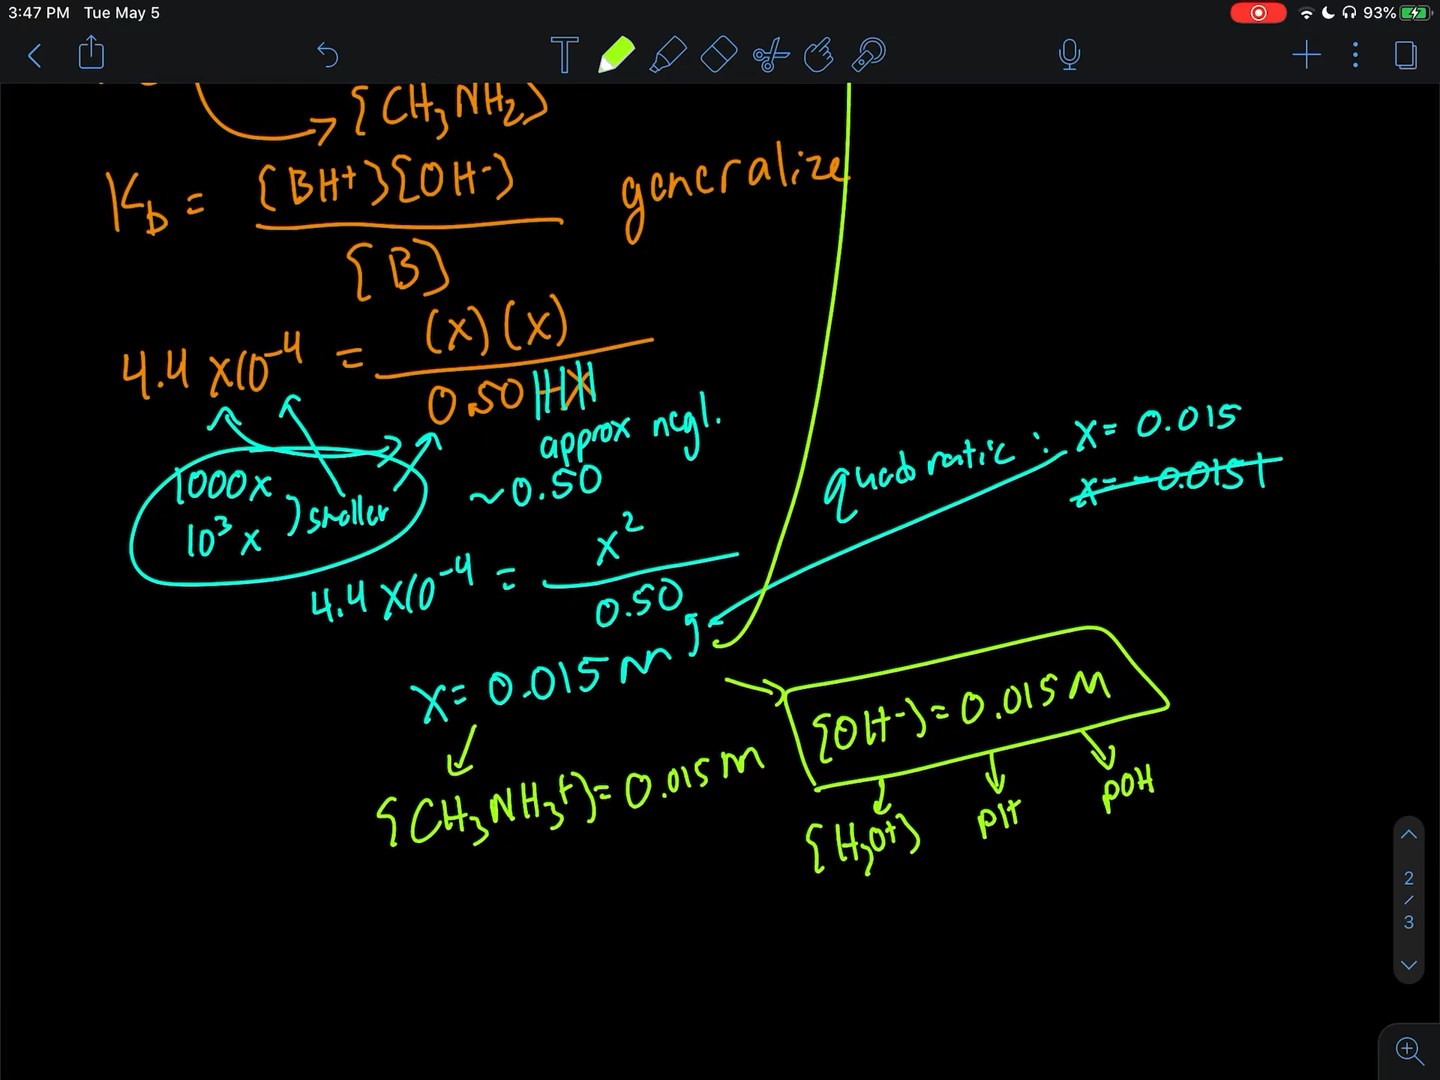 3:47 PM Tue May 5
93%
[CH3NH2]
Kb = [BH+][OH-] / [B] generalize
4.4 x10^-4 = (x)(x) / 0.50
approx negl.
~0.50
1000x
10^3 x
smaller
4.4 x10^-4 = x^2 / 0.50
quadratic: x= 0.015
x= -0.0151
x= 0.015 M
[OH-]= 0.015 M
[CH3NH3+]= 0.015 M
[H3O+] pH pOH
2
/
3